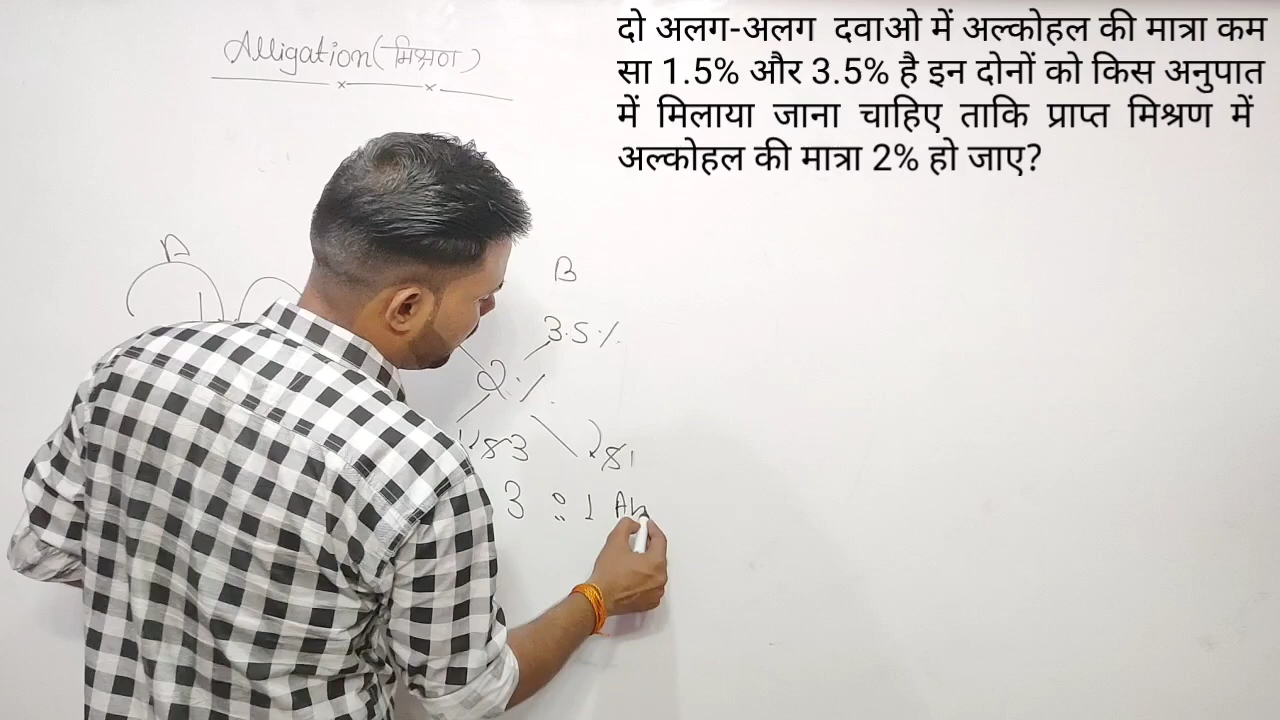 Alligation (मिश्रण)
दो अलग-अलग दवाओ में अल्कोहल की मात्रा कम
सा 1.5% और 3.5% है इन दोनों को किस अनुपात
में मिलाया जाना चाहिए ताकि प्राप्त मिश्रण में
अल्कोहल की मात्रा 2% हो जाए?
A
B
3.5%
2%
3
1
3 : 1